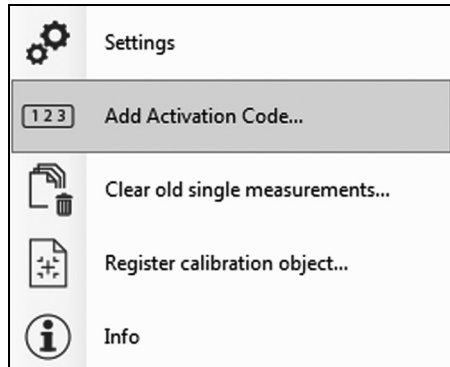 Settings
123 Add Activation Code...
Clear old single measurements...
Register calibration object...
Info